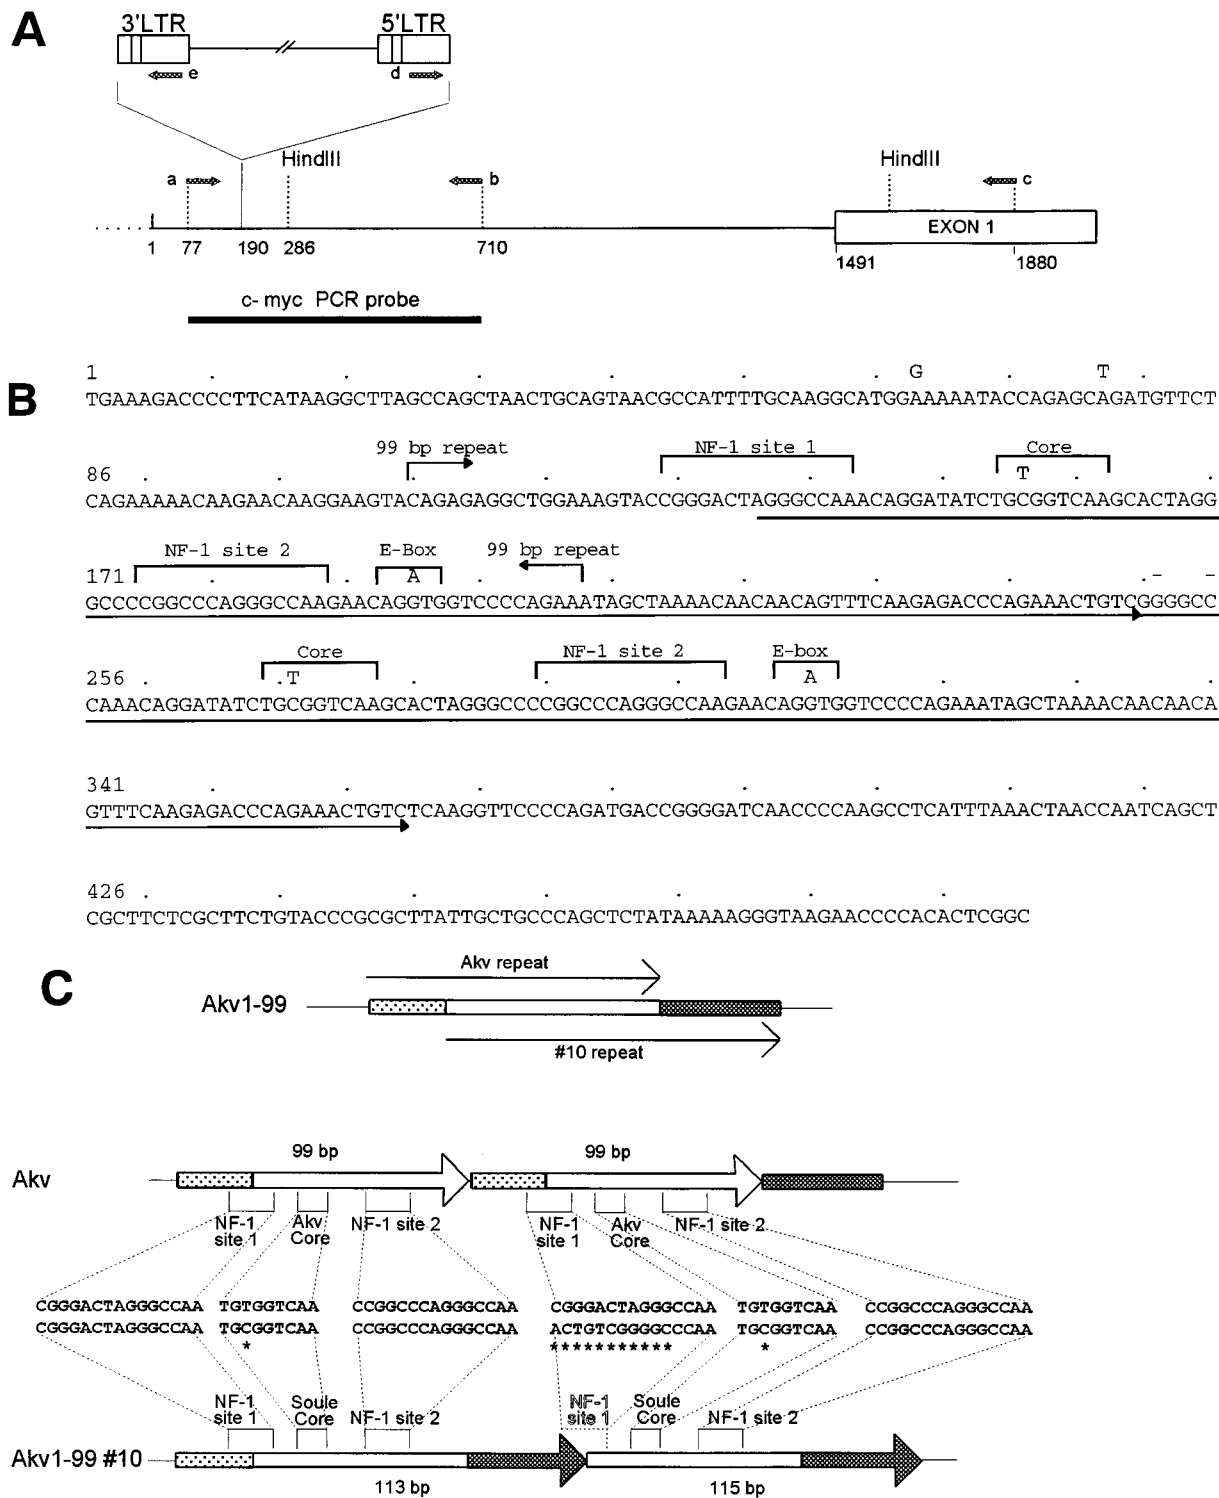 A
3'LTR 5'LTR
e d
HindIII HindIII
a b c
1 77 190 286 710 EXON 1
1491 1880
c- myc PCR probe
B
1 . . . . . . G . T .
TGAAAGACCCCTTCATAAGGCTTAGCCAGCTAACTGCAGTAACGCCATTTTGCAAGGCATGGAAAAATACCAGAGCAGATGTTCT
99 bp repeat NF-1 site 1 Core
86 . . . . . . . T . .
CAGAAAAACAAGAACAAGGAAGTACAGAGAGGCTGGAAAGTACCGGGACTAGGGCCAAACAGGATATCTGCGGTCAAGCACTAGG
NF-1 site 2 E-Box 99 bp repeat
171 . . A . . . . . – –
GCCCCGGCCCAGGGCCAAGAACAGGTGGTCCCCAGAAATAGCTAAAACAACAACAGTTTCAAGAGACCCAGAAACTGTCGGGGCC
Core NF-1 site 2 E-box
256 . .T . . . A . . .
CAAACAGGATATCTGCGGTCAAGCACTAGGGCCCCGGCCCAGGGCCAAGAACAGGTGGTCCCCAGAAATAGCTAAAACAACAACA
341 . . . . . . . .
GTTTCAAGAGACCCAGAAACTGTCTCAAGGTTCCCCAGATGACCGGGGATCAACCCCAAGCCTCATTTAAACTAACCAATCAGCT
426 . . . . . . .
CGCTTCTCGCTTCTGTACCCGCGCTTATTGCTGCCCAGCTCTATAAAAAGGGTAAGAACCCCACACTCGGC
C
Akv repeat
Akv1-99
#10 repeat
99 bp 99 bp
Akv
NF-1 site 1 Akv Core NF-1 site 2 NF-1 site 1 Akv Core NF-1 site 2
CGGGACTAGGGCCAA TGTGGTCAA CCGGCCCAGGGCCAA CGGGACTAGGGCCAA TGTGGTCAA CCGGCCCAGGGCCAA
CGGGACTAGGGCCAA TGCGGTCAA CCGGCCCAGGGCCAA ACTGTCGGGGCCCAA TGCGGTCAA CCGGCCCAGGGCCAA
* *********** *
NF-1 site 1 Soule Core NF-1 site 2 NF-1 site 1 Soule Core NF-1 site 2
Akv1-99 #10
113 bp 115 bp